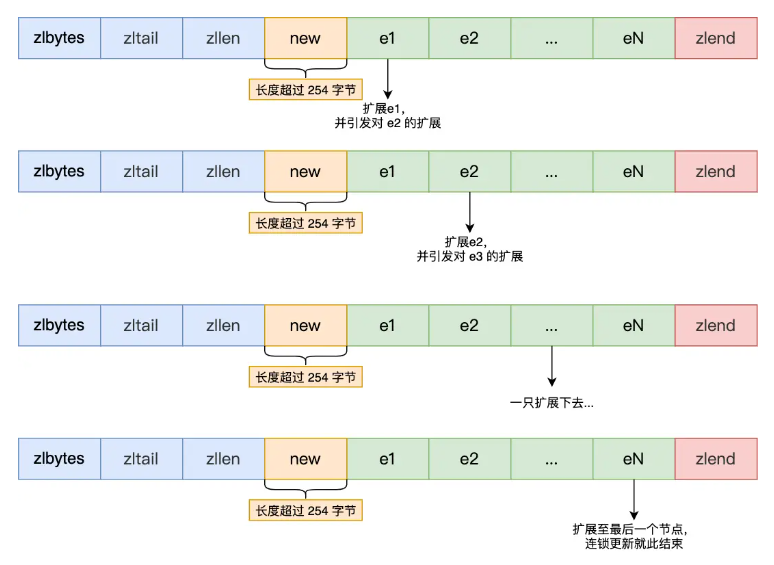 zlbytes zltail zllen new e1 e2 ... eN zlend
长度超过 254 字节
扩展e1，
并引发对 e2 的扩展
zlbytes zltail zllen new e1 e2 ... eN zlend
长度超过 254 字节
扩展e2，
并引发对 e3 的扩展
zlbytes zltail zllen new e1 e2 ... eN zlend
长度超过 254 字节
一只扩展下去...
zlbytes zltail zllen new e1 e2 ... eN zlend
长度超过 254 字节
扩展至最后一个节点，
连锁更新就此结束